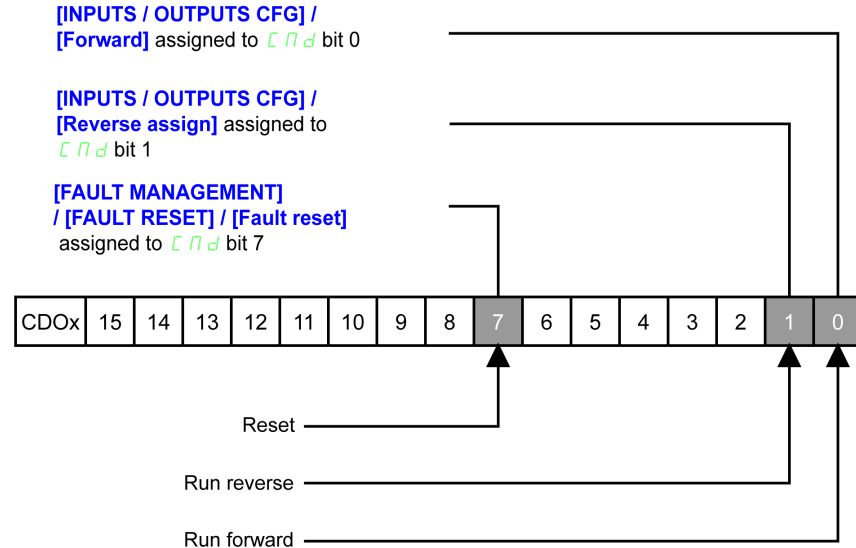 [INPUTS / OUTPUTS CFG] /
[Forward] assigned to CMd bit 0
[INPUTS / OUTPUTS CFG] /
[Reverse assign] assigned to
CMd bit 1
[FAULT MANAGEMENT]
/ [FAULT RESET] / [Fault reset]
assigned to CMd bit 7
CDOx 15 14 13 12 11 10 9 8 7 6 5 4 3 2 1 0
Reset
Run reverse
Run forward